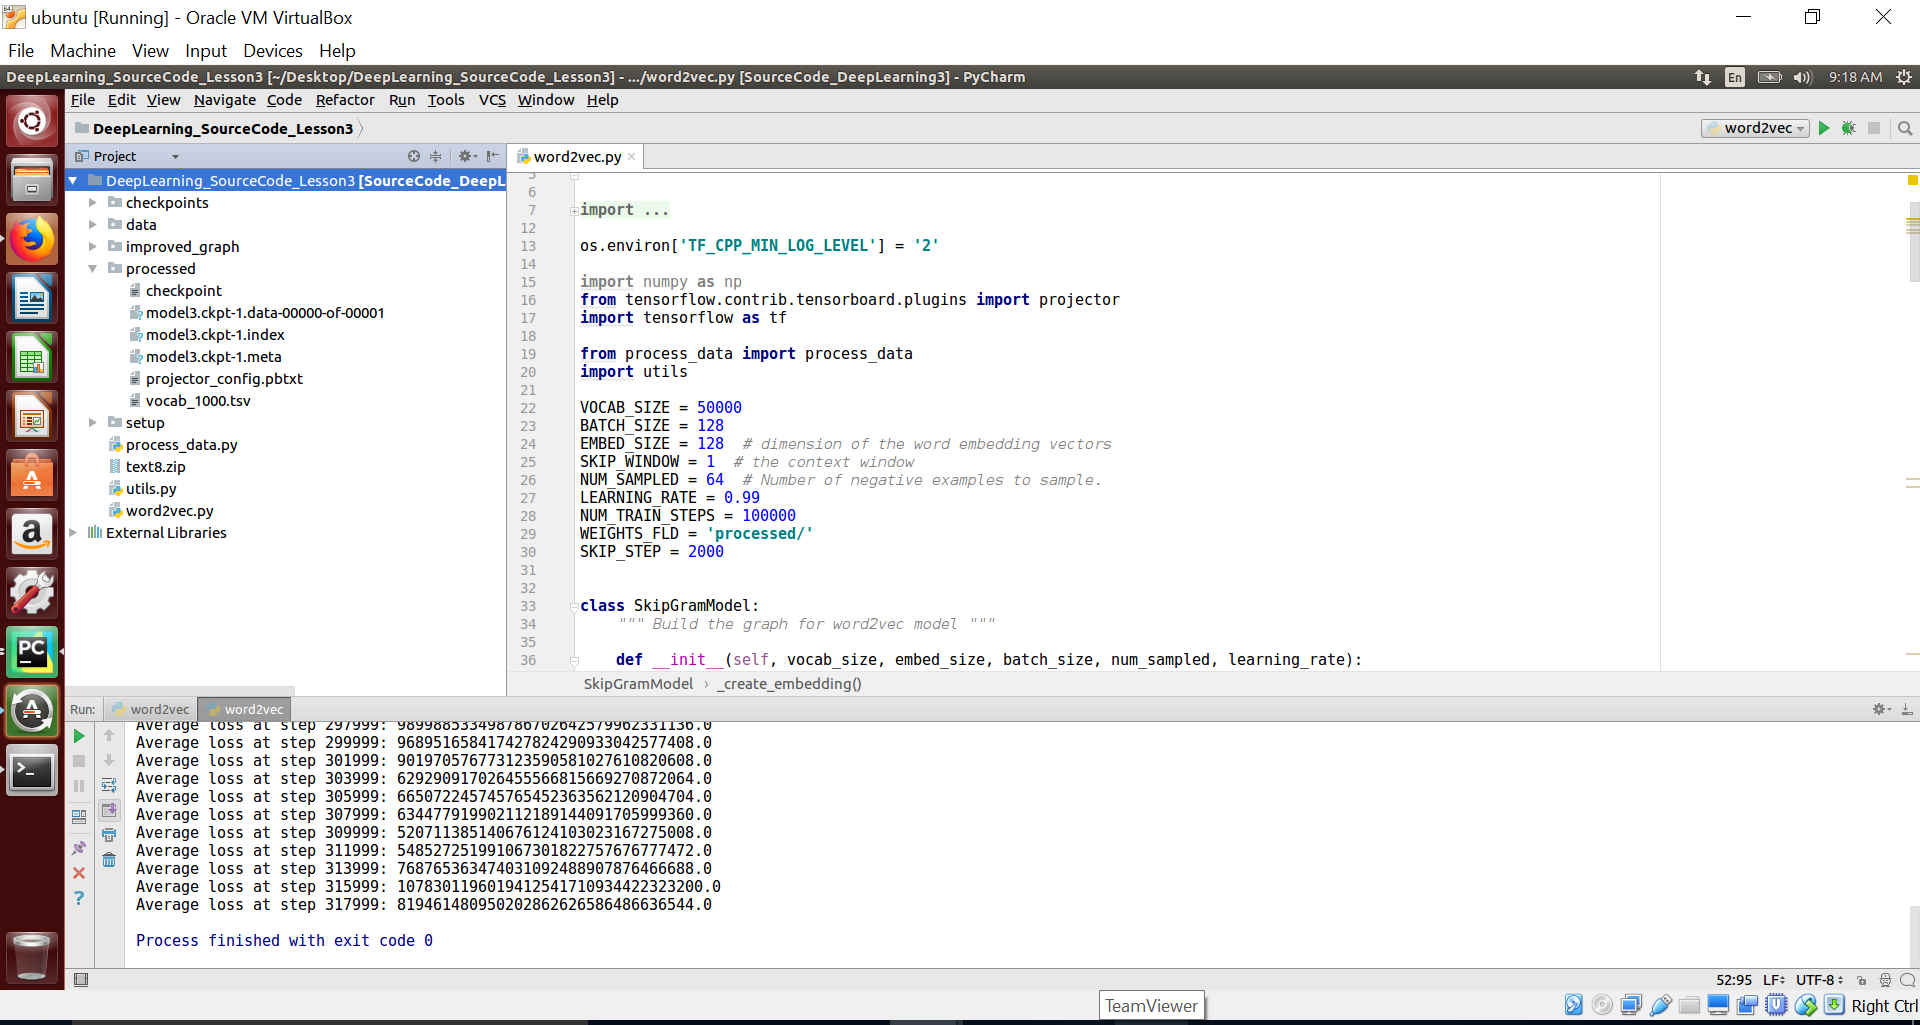 ubuntu [Running] - Oracle VM VirtualBox
File Machine View Input Devices Help
DeepLearning_SourceCode_Lesson3 [~/Desktop/DeepLearning_SourceCode_Lesson3] - .../word2vec.py [SourceCode_DeepLearning3] - PyCharm
En 9:18 AM
File Edit View Navigate Code Refactor Run Tools VCS Window Help
DeepLearning_SourceCode_Lesson3
word2vec
Project
word2vec.py
DeepLearning_SourceCode_Lesson3 [SourceCode_DeepL
checkpoints
data
improved_graph
processed
checkpoint
model3.ckpt-1.data-00000-of-00001
model3.ckpt-1.index
model3.ckpt-1.meta
projector_config.pbtxt
vocab_1000.tsv
setup
process_data.py
text8.zip
utils.py
word2vec.py
External Libraries
5
6
7 import ...
12
13 os.environ['TF_CPP_MIN_LOG_LEVEL'] = '2'
14
15 import numpy as np
16 from tensorflow.contrib.tensorboard.plugins import projector
17 import tensorflow as tf
18
19 from process_data import process_data
20 import utils
21
22 VOCAB_SIZE = 50000
23 BATCH_SIZE = 128
24 EMBED_SIZE = 128 # dimension of the word embedding vectors
25 SKIP_WINDOW = 1 # the context window
26 NUM_SAMPLED = 64 # Number of negative examples to sample.
27 LEARNING_RATE = 0.99
28 NUM_TRAIN_STEPS = 100000
29 WEIGHTS_FLD = 'processed/'
30 SKIP_STEP = 2000
31
32
33 class SkipGramModel:
34 """ Build the graph for word2vec model """
35
36 def __init__(self, vocab_size, embed_size, batch_size, num_sampled, learning_rate):
SkipGramModel › _create_embedding()
Run: word2vec word2vec
Average loss at step 297999: 98998853349878670264257996233​1136.0
Average loss at step 299999: 968951658417427824290933042577408.0
Average loss at step 301999: 901970576773123590581027610820608.0
Average loss at step 303999: 629290917026455566815669270872064.0
Average loss at step 305999: 665072245745765452363562120904704.0
Average loss at step 307999: 634477919902112189144091705999360.0
Average loss at step 309999: 520711385140676124103023167275008.0
Average loss at step 311999: 548527251991067301822757676777472.0
Average loss at step 313999: 768765363474031092488907876466688.0
Average loss at step 315999: 1078301196019412541710934422323200.0
Average loss at step 317999: 819461480950202862626586486636544.0
Process finished with exit code 0
52:95 LF UTF-8
TeamViewer
Right Ctrl